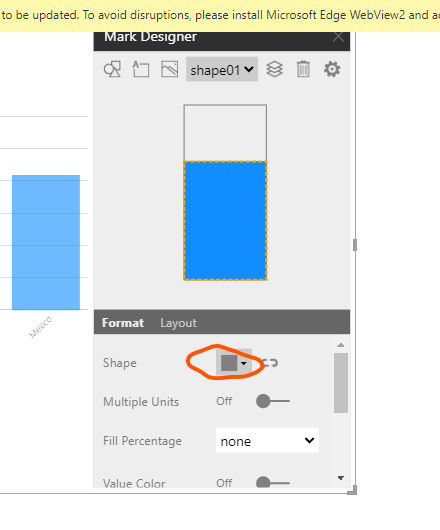 to be updated. To avoid disruptions, please install Microsoft Edge WebView2 and
Mark Designer
shape01
Mexico
Format Layout
Shape
Multiple Units Off
Fill Percentage none
Value Color Off